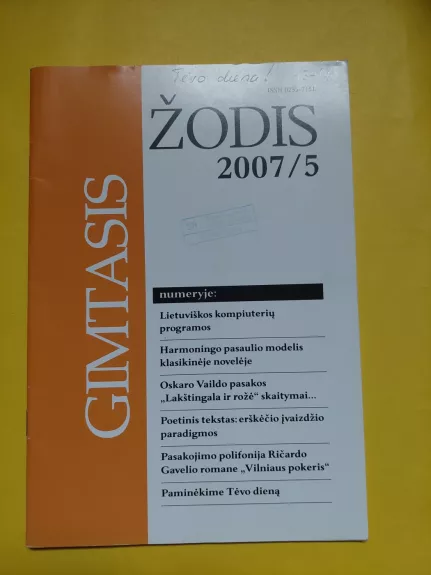 Tėvo diena!
ŽODIS
2007/5
GIMTASIS
numeryje:
Lietuviškos kompiuterių
programos
Harmoningo pasaulio modelis
klasikinėje novelėje
Oskaro Vaildo pasakos
„Lakštingala ir rožė“ skaitymai...
Poetinis tekstas: erškėčio įvaizdžio
paradigmos
Pasakojimo polifonija Ričardo
Gavelio romane „Vilniaus pokeris“
Paminėkime Tėvo dieną